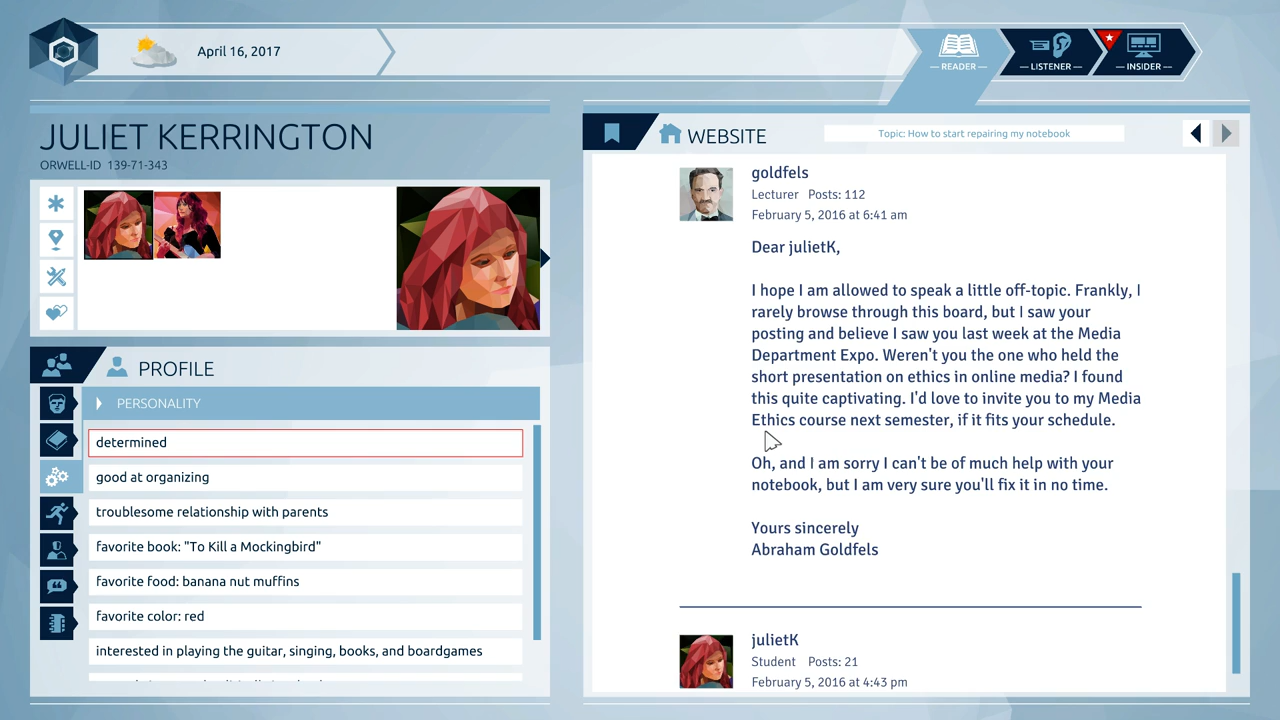 April 16, 2017
— READER —
— LISTENER —
— INSIDER —
JULIET KERRINGTON
ORWELL-ID 139-71-343
PROFILE
PERSONALITY
determined
good at organizing
troublesome relationship with parents
favorite book: "To Kill a Mockingbird"
favorite food: banana nut muffins
favorite color: red
interested in playing the guitar, singing, books, and boardgames
WEBSITE
Topic: How to start repairing my notebook
goldfels
Lecturer Posts: 112
February 5, 2016 at 6:41 am
Dear julietK,
I hope I am allowed to speak a little off-topic. Frankly, I
rarely browse through this board, but I saw your
posting and believe I saw you last week at the Media
Department Expo. Weren't you the one who held the
short presentation on ethics in online media? I found
this quite captivating. I'd love to invite you to my Media
Ethics course next semester, if it fits your schedule.
Oh, and I am sorry I can't be of much help with your
notebook, but I am very sure you'll fix it in no time.
Yours sincerely
Abraham Goldfels
julietK
Student Posts: 21
February 5, 2016 at 4:43 pm